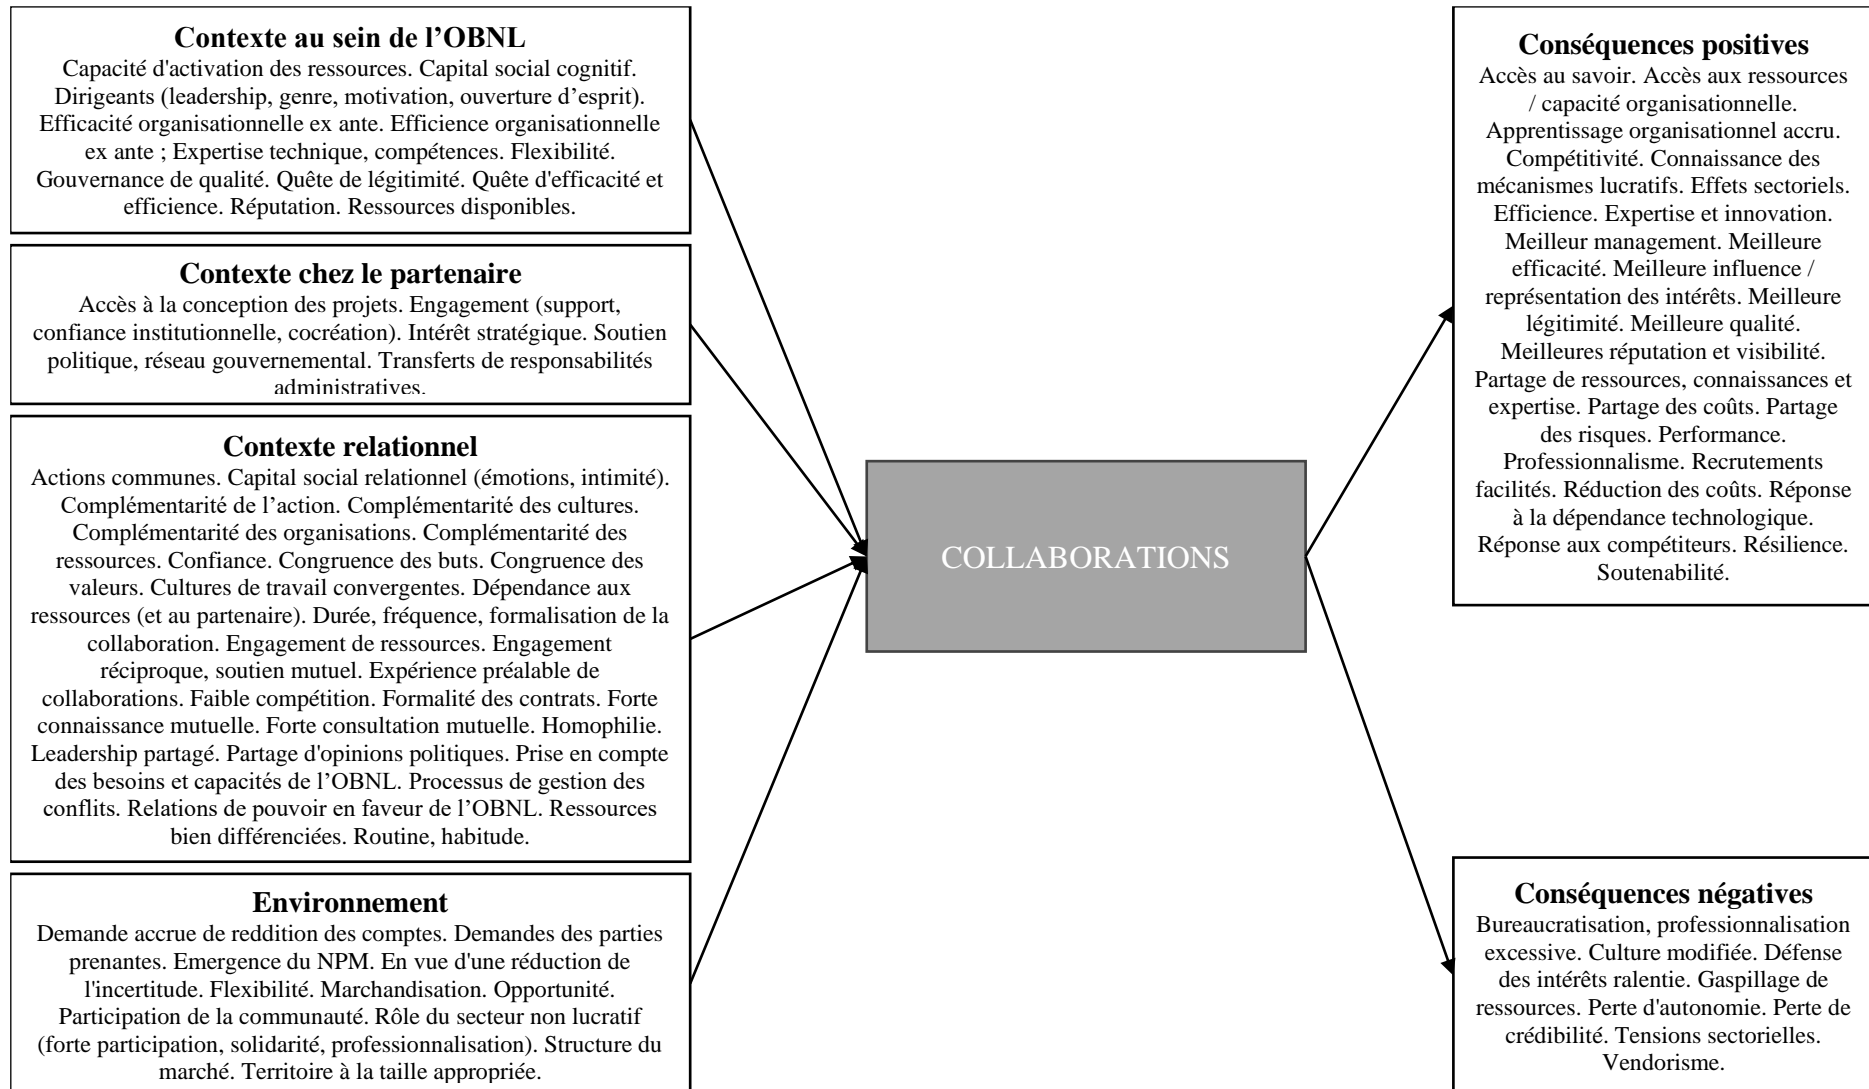 Contexte au sein de l’OBNL
Capacité d'activation des ressources. Capital social cognitif.
Dirigeants (leadership, genre, motivation, ouverture d’esprit).
Efficacité organisationnelle ex ante. Efficience organisationnelle
ex ante ; Expertise technique, compétences. Flexibilité.
Gouvernance de qualité. Quête de légitimité. Quête d'efficacité et
efficience. Réputation. Ressources disponibles.
Contexte chez le partenaire
Accès à la conception des projets. Engagement (support,
confiance institutionnelle, cocréation). Intérêt stratégique. Soutien
politique, réseau gouvernemental. Transferts de responsabilités
administratives.
Contexte relationnel
Actions communes. Capital social relationnel (émotions, intimité).
Complémentarité de l’action. Complémentarité des cultures.
Complémentarité des organisations. Complémentarité des
ressources. Confiance. Congruence des buts. Congruence des
valeurs. Cultures de travail convergentes. Dépendance aux
ressources (et au partenaire). Durée, fréquence, formalisation de la
collaboration. Engagement de ressources. Engagement
réciproque, soutien mutuel. Expérience préalable de
collaborations. Faible compétition. Formalité des contrats. Forte
connaissance mutuelle. Forte consultation mutuelle. Homophilie.
Leadership partagé. Partage d'opinions politiques. Prise en compte
des besoins et capacités de l’OBNL. Processus de gestion des
conflits. Relations de pouvoir en faveur de l’OBNL. Ressources
bien différenciées. Routine, habitude.
Environnement
Demande accrue de reddition des comptes. Demandes des parties
prenantes. Emergence du NPM. En vue d'une réduction de
l'incertitude. Flexibilité. Marchandisation. Opportunité.
Participation de la communauté. Rôle du secteur non lucratif
(forte participation, solidarité, professionnalisation). Structure du
marché. Territoire à la taille appropriée.
COLLABORATIONS
Conséquences positives
Accès au savoir. Accès aux ressources
/ capacité organisationnelle.
Apprentissage organisationnel accru.
Compétitivité. Connaissance des
mécanismes lucratifs. Effets sectoriels.
Efficience. Expertise et innovation.
Meilleur management. Meilleure
efficacité. Meilleure influence /
représentation des intérêts. Meilleure
légitimité. Meilleure qualité.
Meilleures réputation et visibilité.
Partage de ressources, connaissances et
expertise. Partage des coûts. Partage
des risques. Performance.
Professionnalisme. Recrutements
facilités. Réduction des coûts. Réponse
à la dépendance technologique.
Réponse aux compétiteurs. Résilience.
Soutenabilité.
Conséquences négatives
Bureaucratisation, professionnalisation
excessive. Culture modifiée. Défense
des intérêts ralentie. Gaspillage de
ressources. Perte d'autonomie. Perte de
crédibilité. Tensions sectorielles.
Vendorisme.